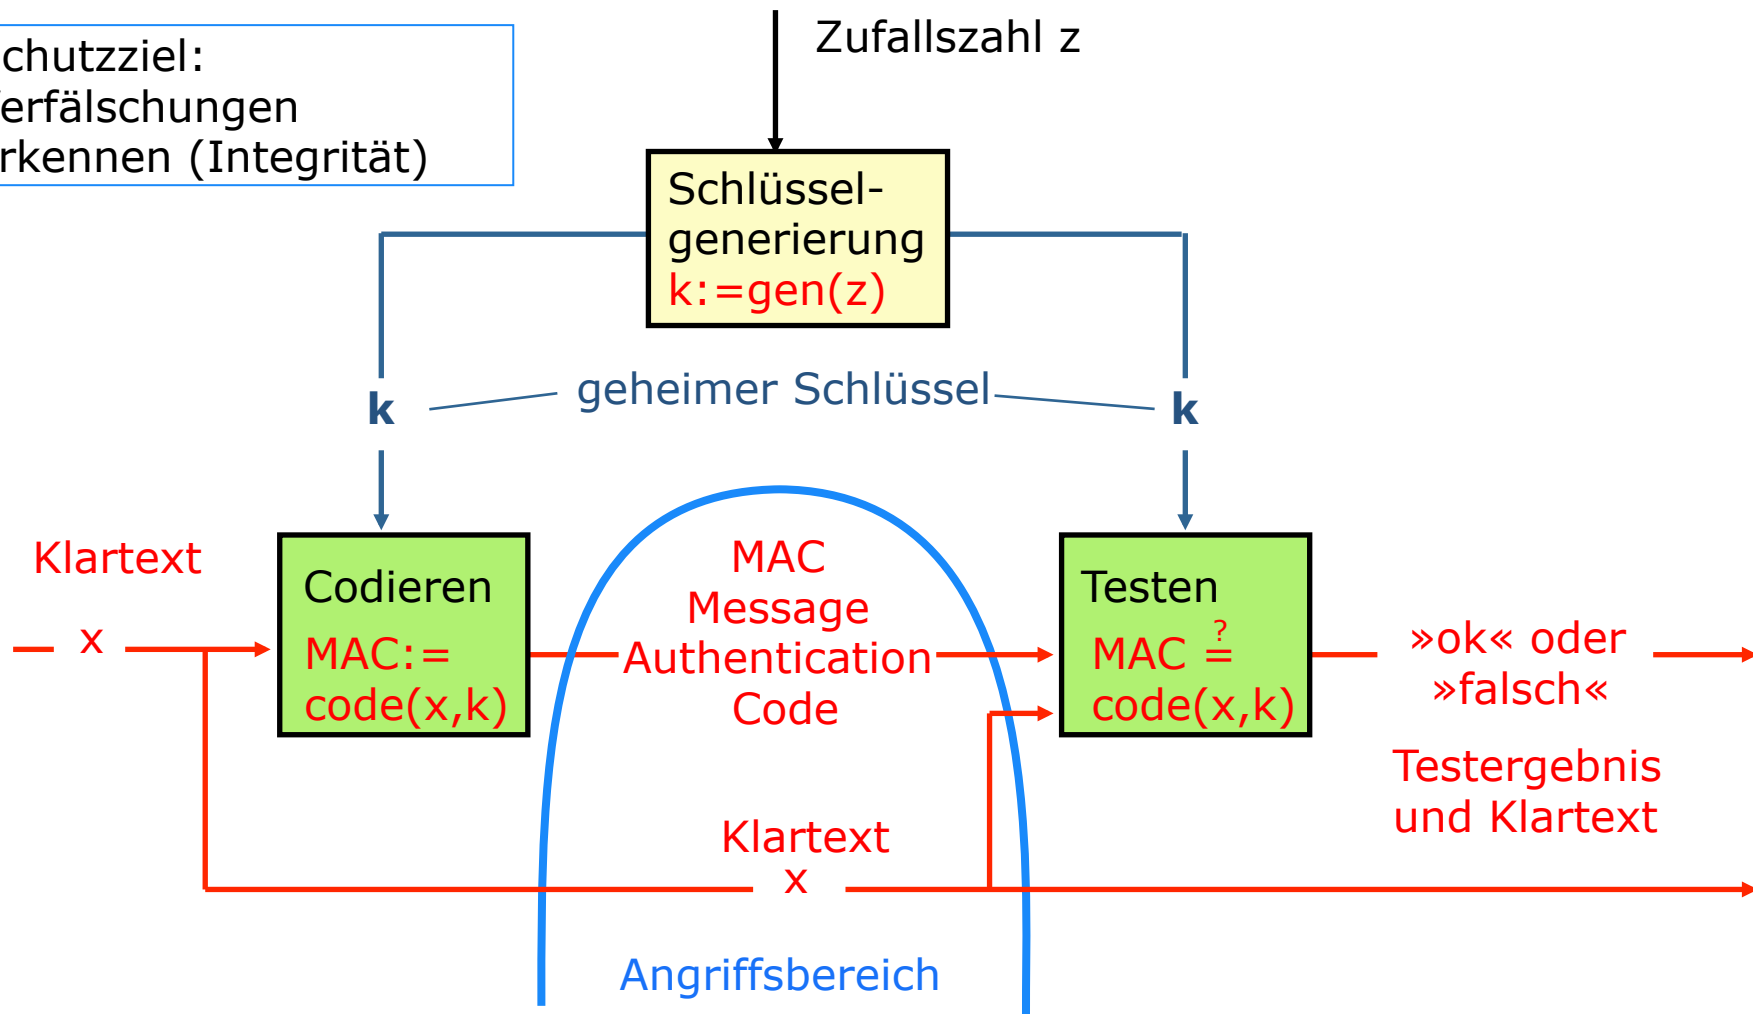 chutzziel:
erfälschungen
rkennen (Integrität)
Zufallszahl z
Schlüssel-
generierung
k:=gen(z)
geheimer Schlüssel
k
k
Klartext
x
Codieren
MAC:=
code(x,k)
MAC
Message
Authentication
Code
Testen
MAC ≟
code(x,k)
»ok« oder
»falsch«
Testergebnis
und Klartext
Klartext
x
Angriffsbereich